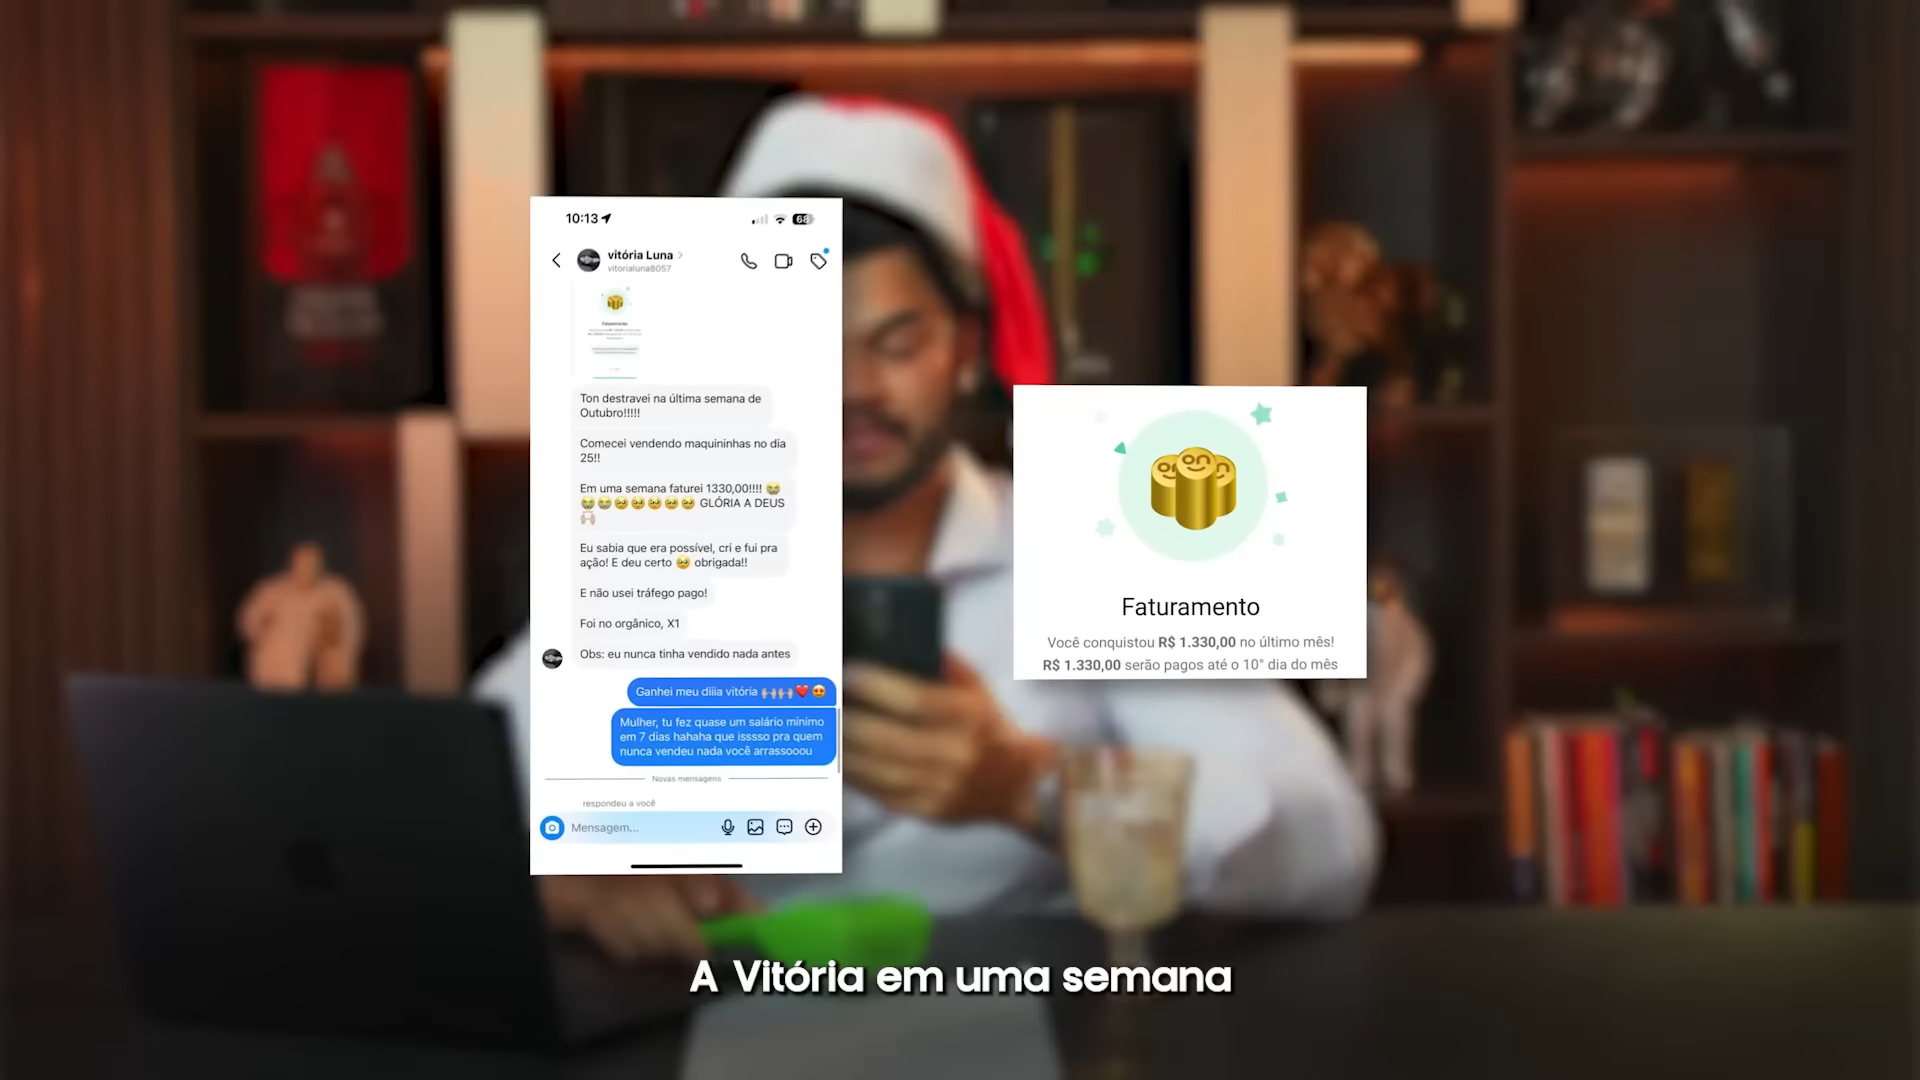 10:13
68
vitória Luna
vitorialuna8057
Faturamento
Ton destravei na última semana de
Outubro!!!!!
Comecei vendendo maquininhas no dia
25!!
Em uma semana faturei 1330,00!!!! 😭
😭😭🥹🥹🥹🥹🥹 GLÓRIA A DEUS
🙌🏼
Eu sabia que era possível, cri e fui pra
ação! E deu certo 🥹 obrigada!!
E não usei tráfego pago!
Foi no orgânico, X1
Obs: eu nunca tinha vendido nada antes
Ganhei meu diiia vitória 🙌🏼🙌🏼❤️😍
Mulher, tu fez quase um salário mínimo
em 7 dias hahaha que isssso pra quem
nunca vendeu nada você arrassooou
Novas mensagens
respondeu a você
Mensagem...
on
Faturamento
Você conquistou R$ 1.330,00 no último mês!
R$ 1.330,00 serão pagos até o 10° dia do mês
A Vitória em uma semana